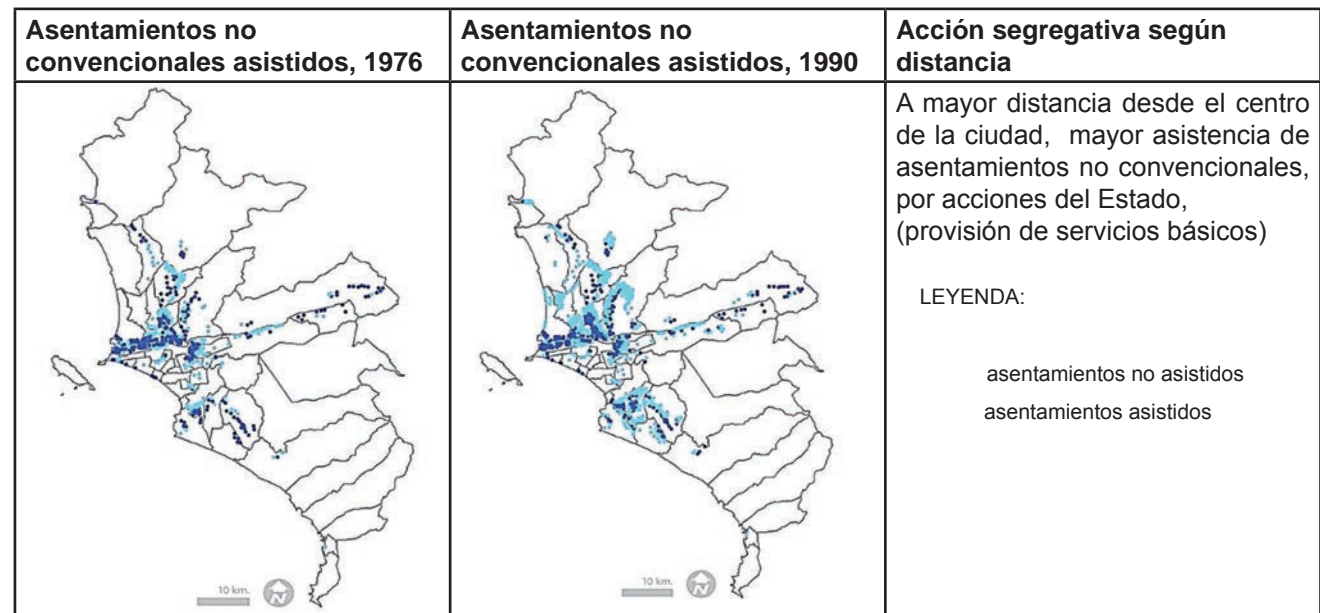 Asentamientos no
convencionales asistidos, 1976
Asentamientos no
convencionales asistidos, 1990
Acción segregativa según
distancia
A mayor distancia desde el centro
de la ciudad, mayor asistencia de
asentamientos no convencionales,
por acciones del Estado,
(provisión de servicios básicos)
LEYENDA:
asentamientos no asistidos
asentamientos asistidos
10 km.
N
10 km.
N